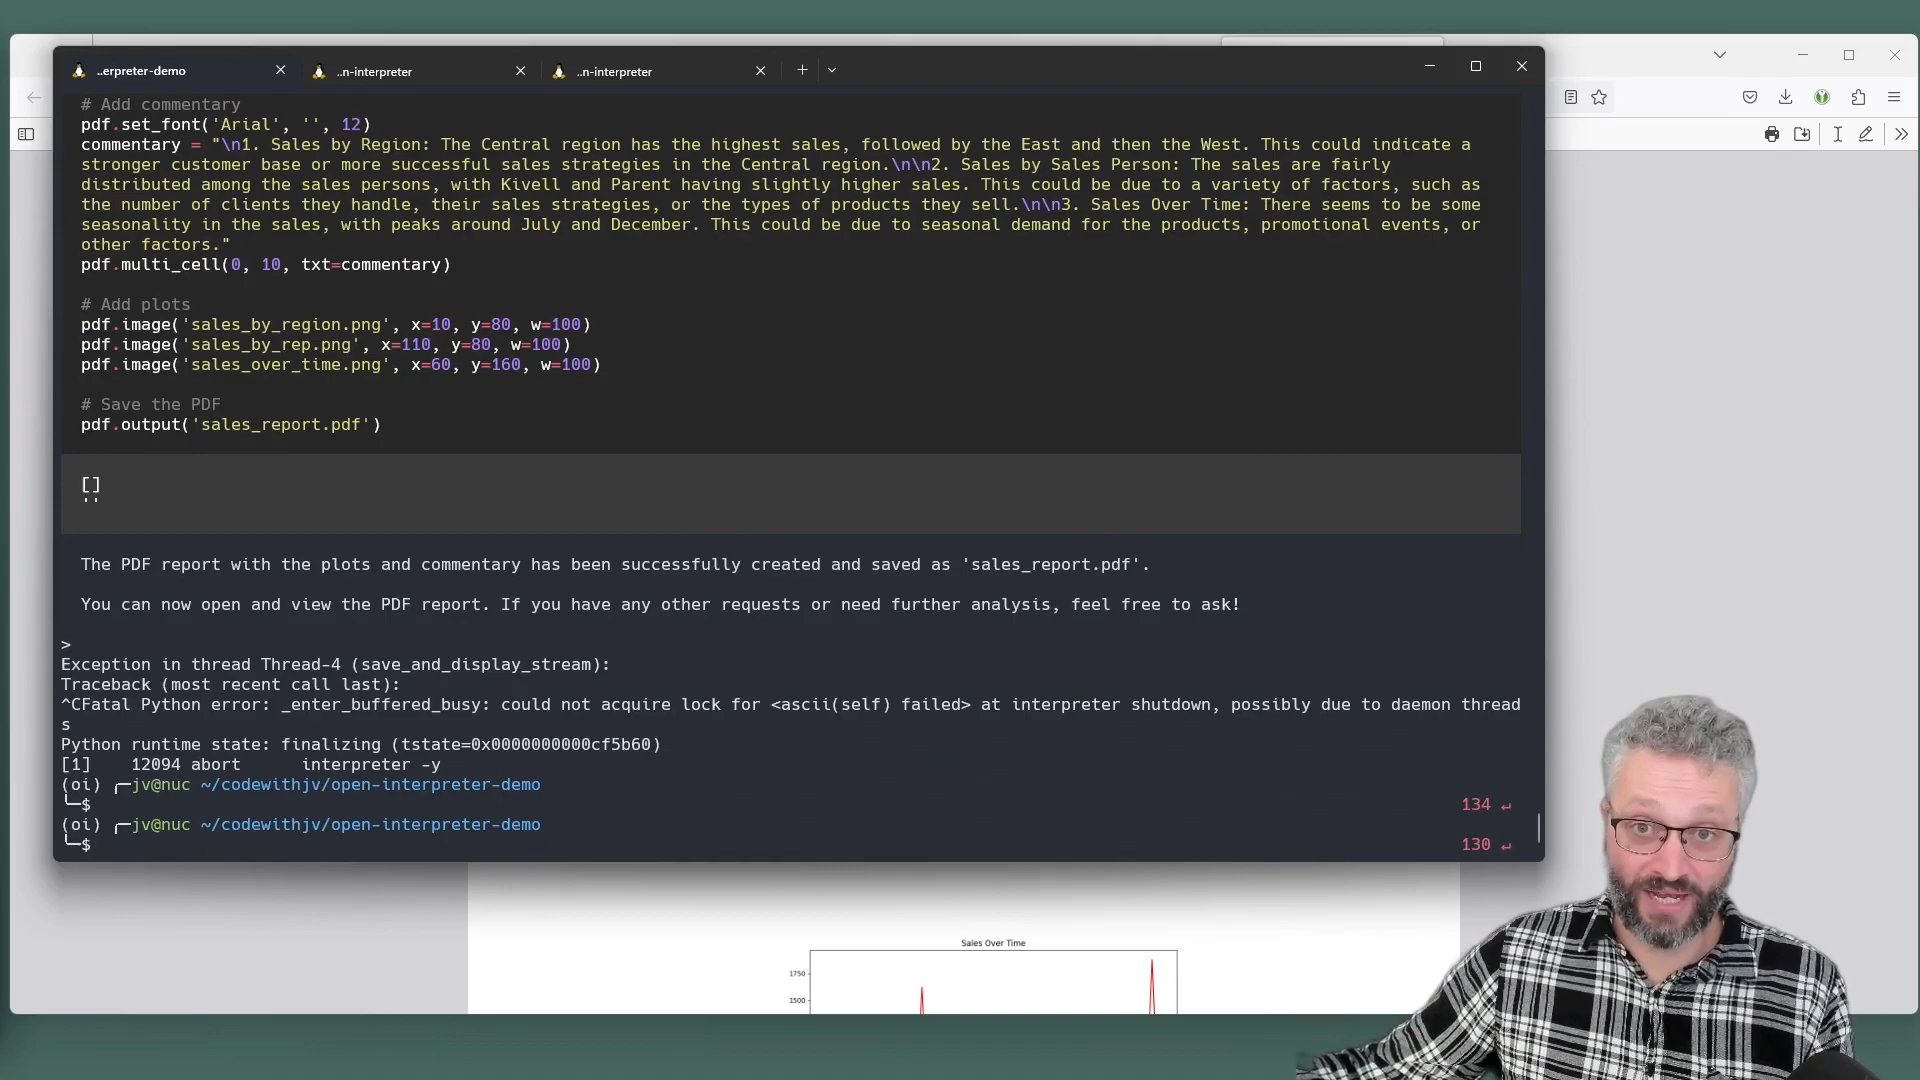 ..erpreter-demo
..n-interpreter
..n-interpreter
# Add commentary
pdf.set_font('Arial', '', 12)
commentary = "\n1. Sales by Region: The Central region has the highest sales, followed by the East and then the West. This could indicate a
stronger customer base or more successful sales strategies in the Central region.\n\n2. Sales by Sales Person: The sales are fairly
distributed among the sales persons, with Kivell and Parent having slightly higher sales. This could be due to a variety of factors, such as
the number of clients they handle, their sales strategies, or the types of products they sell.\n\n3. Sales Over Time: There seems to be some
seasonality in the sales, with peaks around July and December. This could be due to seasonal demand for the products, promotional events, or
other factors."
pdf.multi_cell(0, 10, txt=commentary)
# Add plots
pdf.image('sales_by_region.png', x=10, y=80, w=100)
pdf.image('sales_by_rep.png', x=110, y=80, w=100)
pdf.image('sales_over_time.png', x=60, y=160, w=100)
# Save the PDF
pdf.output('sales_report.pdf')
[]
''
The PDF report with the plots and commentary has been successfully created and saved as 'sales_report.pdf'.
You can now open and view the PDF report. If you have any other requests or need further analysis, feel free to ask!
>
Exception in thread Thread-4 (save_and_display_stream):
Traceback (most recent call last):
^CFatal Python error: _enter_buffered_busy: could not acquire lock for <ascii(self) failed> at interpreter shutdown, possibly due to daemon thread
s
Python runtime state: finalizing (tstate=0x0000000000cf5b60)
[1]    12094 abort      interpreter -y
(oi) ╭─jv@nuc ~/codewithjv/open-interpreter-demo
╰─$ 134 ↵
(oi) ╭─jv@nuc ~/codewithjv/open-interpreter-demo
╰─$ 130 ↵
Sales Over Time
1750
1500